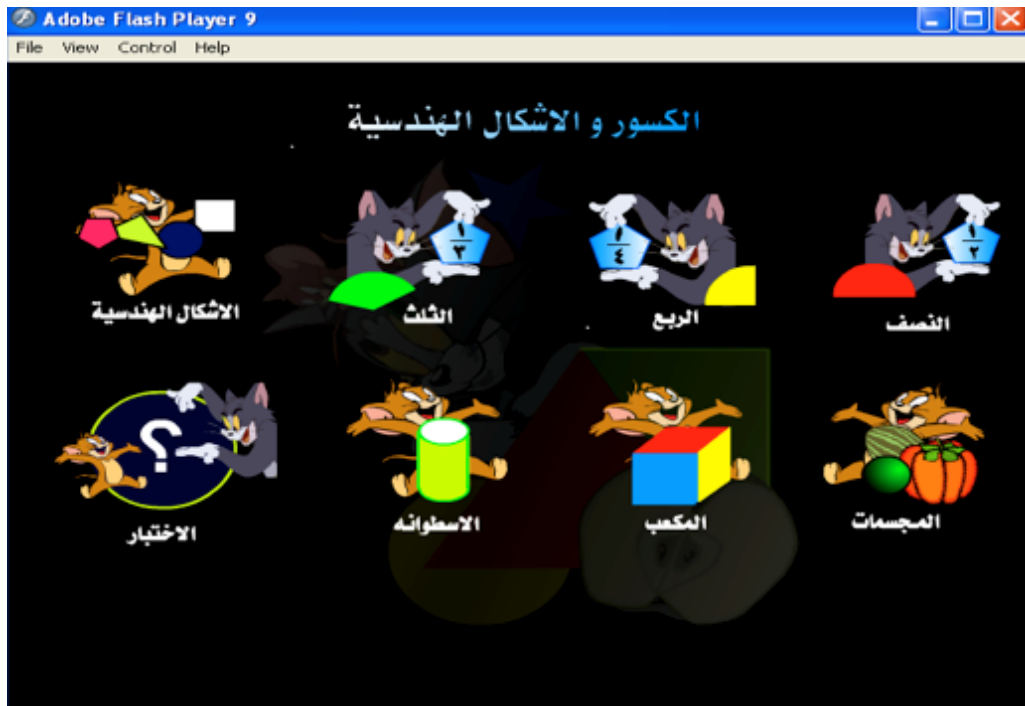 Adobe Flash Player 9
File View Control Help
الكسور و الاشكال الهندسية
١
٢
النصف
١
٤
الربع
١
٣
الثلث
الاشكال الهندسية
المجسمات
المكعب
الاسطوانه
؟
الاختبار